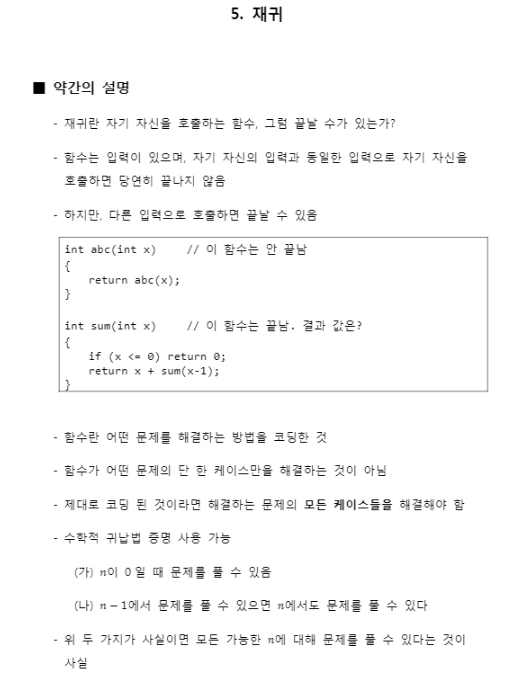 5. 재귀
■ 약간의 설명
- 재귀란 자기 자신을 호출하는 함수, 그럼 끝날 수가 있는가?
- 함수는 입력이 있으며, 자기 자신의 입력과 동일한 입력으로 자기 자신을
호출하면 당연히 끝나지 않음
- 하지만, 다른 입력으로 호출하면 끝날 수 있음
int abc(int x)    // 이 함수는 안 끝남
{
return abc(x);
}
int sum(int x)    // 이 함수는 끝남. 결과 값은?
{
if (x <= 0) return 0;
return x + sum(x-1);
}
- 함수란 어떤 문제를 해결하는 방법을 코딩한 것
- 함수가 어떤 문제의 단 한 케이스만을 해결하는 것이 아님
- 제대로 코딩 된 것이라면 해결하는 문제의 모든 케이스들을 해결해야 함
- 수학적 귀납법 증명 사용 가능
(가) n이 0일 때 문제를 풀 수 있음
(나) n − 1에서 문제를 풀 수 있으면 n에서도 문제를 풀 수 있다
- 위 두 가지가 사실이면 모든 가능한 n에 대해 문제를 풀 수 있다는 것이
사실